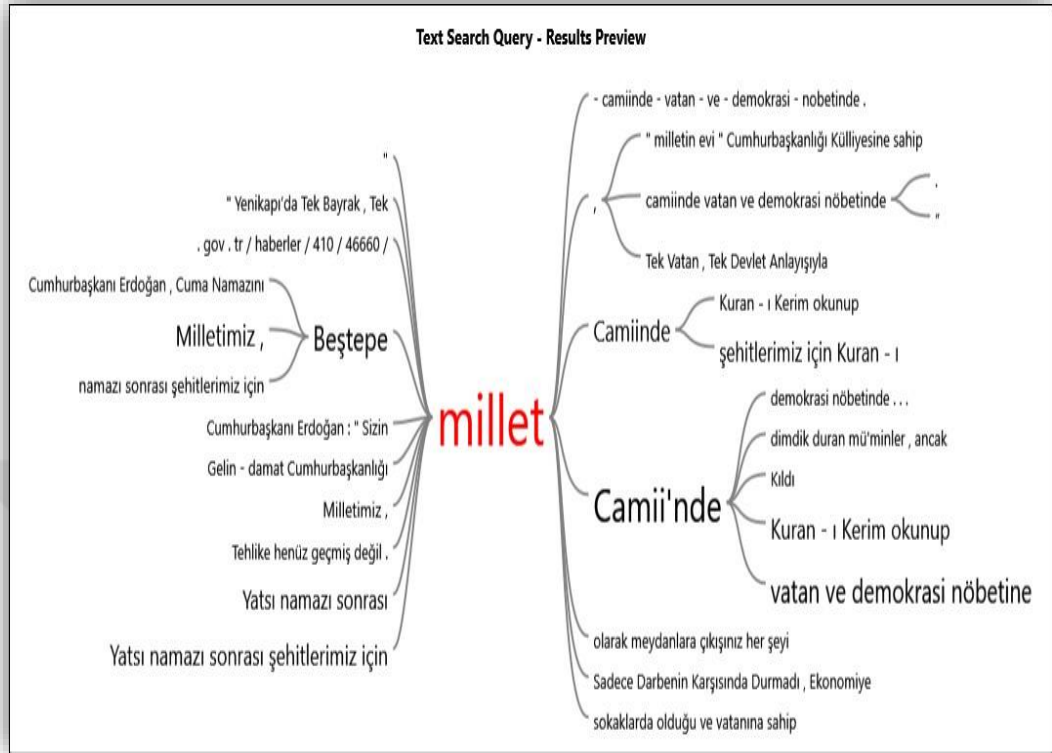 Text Search Query - Results Preview
"
" Yenikapı'da Tek Bayrak , Tek
. gov . tr / haberler / 410 / 46660 /
Cumhurbaşkanı Erdoğan , Cuma Namazını
Milletimiz ,
namazı sonrası şehitlerimiz için
Beştepe
Cumhurbaşkanı Erdoğan : " Sizin
Gelin - damat Cumhurbaşkanlığı
Milletimiz ,
Tehlike henüz geçmiş değil .
Yatsı namazı sonrası
Yatsı namazı sonrası şehitlerimiz için
millet
- camiinde - vatan - ve - demokrasi - nobetinde .
,
" milletin evi " Cumhurbaşkanlığı Külliyesine sahip
camiinde vatan ve demokrasi nöbetinde
.
"
Tek Vatan , Tek Devlet Anlayışıyla
Camiinde
Kuran - ı Kerim okunup
şehitlerimiz için Kuran - ı
Camii'nde
demokrasi nöbetinde . . .
dimdik duran mü'minler , ancak
Kıldı
Kuran - ı Kerim okunup
vatan ve demokrasi nöbetine
olarak meydanlara çıkışınız her şeyi
Sadece Darbenin Karşısında Durmadı , Ekonomiye
sokaklarda olduğu ve vatanına sahip